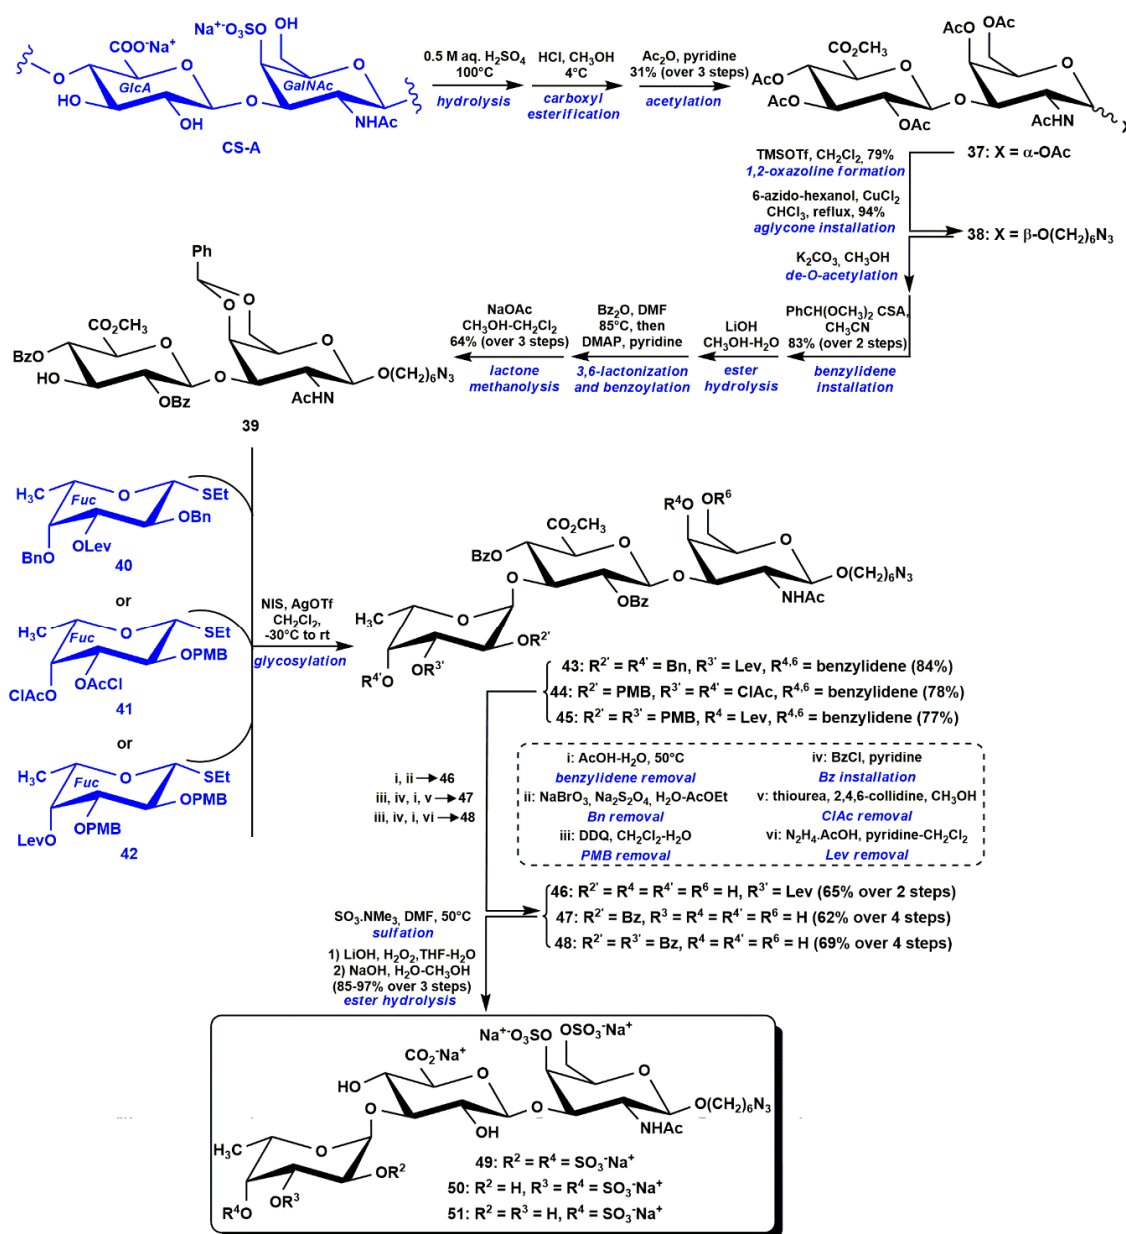 Na⁺⁻O₃SO OH
COO⁻Na⁺
O GlcA O GalNAc O
HO OH O NHAc
CS-A
0.5 M aq. H₂SO₄
100°C
hydrolysis
HCl, CH₃OH
4°C
carboxyl
esterification
Ac₂O, pyridine
31% (over 3 steps)
acetylation
AcO OAc
CO₂CH₃
AcO O O
AcO OAc O AcHN X
37: X = α-OAc
TMSOTf, CH₂Cl₂, 79%
1,2-oxazoline formation
6-azido-hexanol, CuCl₂
CHCl₃, reflux, 94%
aglycone installation
38: X = β-O(CH₂)₆N₃
K₂CO₃, CH₃OH
de-O-acetylation
PhCH(OCH₃)₂ CSA,
CH₃CN
83% (over 2 steps)
benzylidene
installation
LiOH
CH₃OH-H₂O
ester
hydrolysis
Bz₂O, DMF
85°C, then
DMAP, pyridine
3,6-lactonization
and benzoylation
NaOAc
CH₃OH-CH₂Cl₂
64% (over 3 steps)
lactone
methanolysis
Ph
O O
CO₂CH₃
BzO O O
HO OBz O AcHN O(CH₂)₆N₃
39
H₃C Fuc O SEt
OBn
BnO OLev
40
or
H₃C Fuc O SEt
OPMB
ClAcO OAcCl
41
or
H₃C Fuc O SEt
OPMB
LevO OPMB
42
NIS, AgOTf
CH₂Cl₂,
-30°C to rt
glycosylation
R⁴O OR⁶
CO₂CH₃
BzO O O
O OBz O NHAc O(CH₂)₆N₃
H₃C O O
OR²'
R⁴'O OR³'
43: R²' = R⁴' = Bn, R³' = Lev, R⁴,⁶ = benzylidene (84%)
44: R²' = PMB, R³' = R⁴' = ClAc, R⁴,⁶ = benzylidene (78%)
45: R²' = R³' = PMB, R⁴ = Lev, R⁴,⁶ = benzylidene (77%)
i, ii → 46
iii, iv, i, v → 47
iii, iv, i, vi → 48
i: AcOH-H₂O, 50°C
benzylidene removal
ii: NaBrO₃, Na₂S₂O₄, H₂O-AcOEt
Bn removal
iii: DDQ, CH₂Cl₂-H₂O
PMB removal
iv: BzCl, pyridine
Bz installation
v: thiourea, 2,4,6-collidine, CH₃OH
ClAc removal
vi: N₂H₄.AcOH, pyridine-CH₂Cl₂
Lev removal
46: R²' = R⁴ = R⁴' = R⁶ = H, R³' = Lev (65% over 2 steps)
47: R²' = Bz, R³ = R⁴ = R⁴' = R⁶ = H (62% over 4 steps)
48: R²' = R³' = Bz, R⁴ = R⁴' = R⁶ = H (69% over 4 steps)
SO₃.NMe₃, DMF, 50°C
sulfation
1) LiOH, H₂O₂,THF-H₂O
2) NaOH, H₂O-CH₃OH
(85-97% over 3 steps)
ester hydrolysis
Na⁺⁻O₃SO OSO₃⁻Na⁺
CO₂⁻Na⁺
HO O O
O OH O NHAc O(CH₂)₆N₃
H₃C O O
OR²
R⁴O OR³
49: R² = R⁴ = SO₃⁻Na⁺
50: R² = H, R³ = R⁴ = SO₃⁻Na⁺
51: R² = R³ = H, R⁴ = SO₃⁻Na⁺